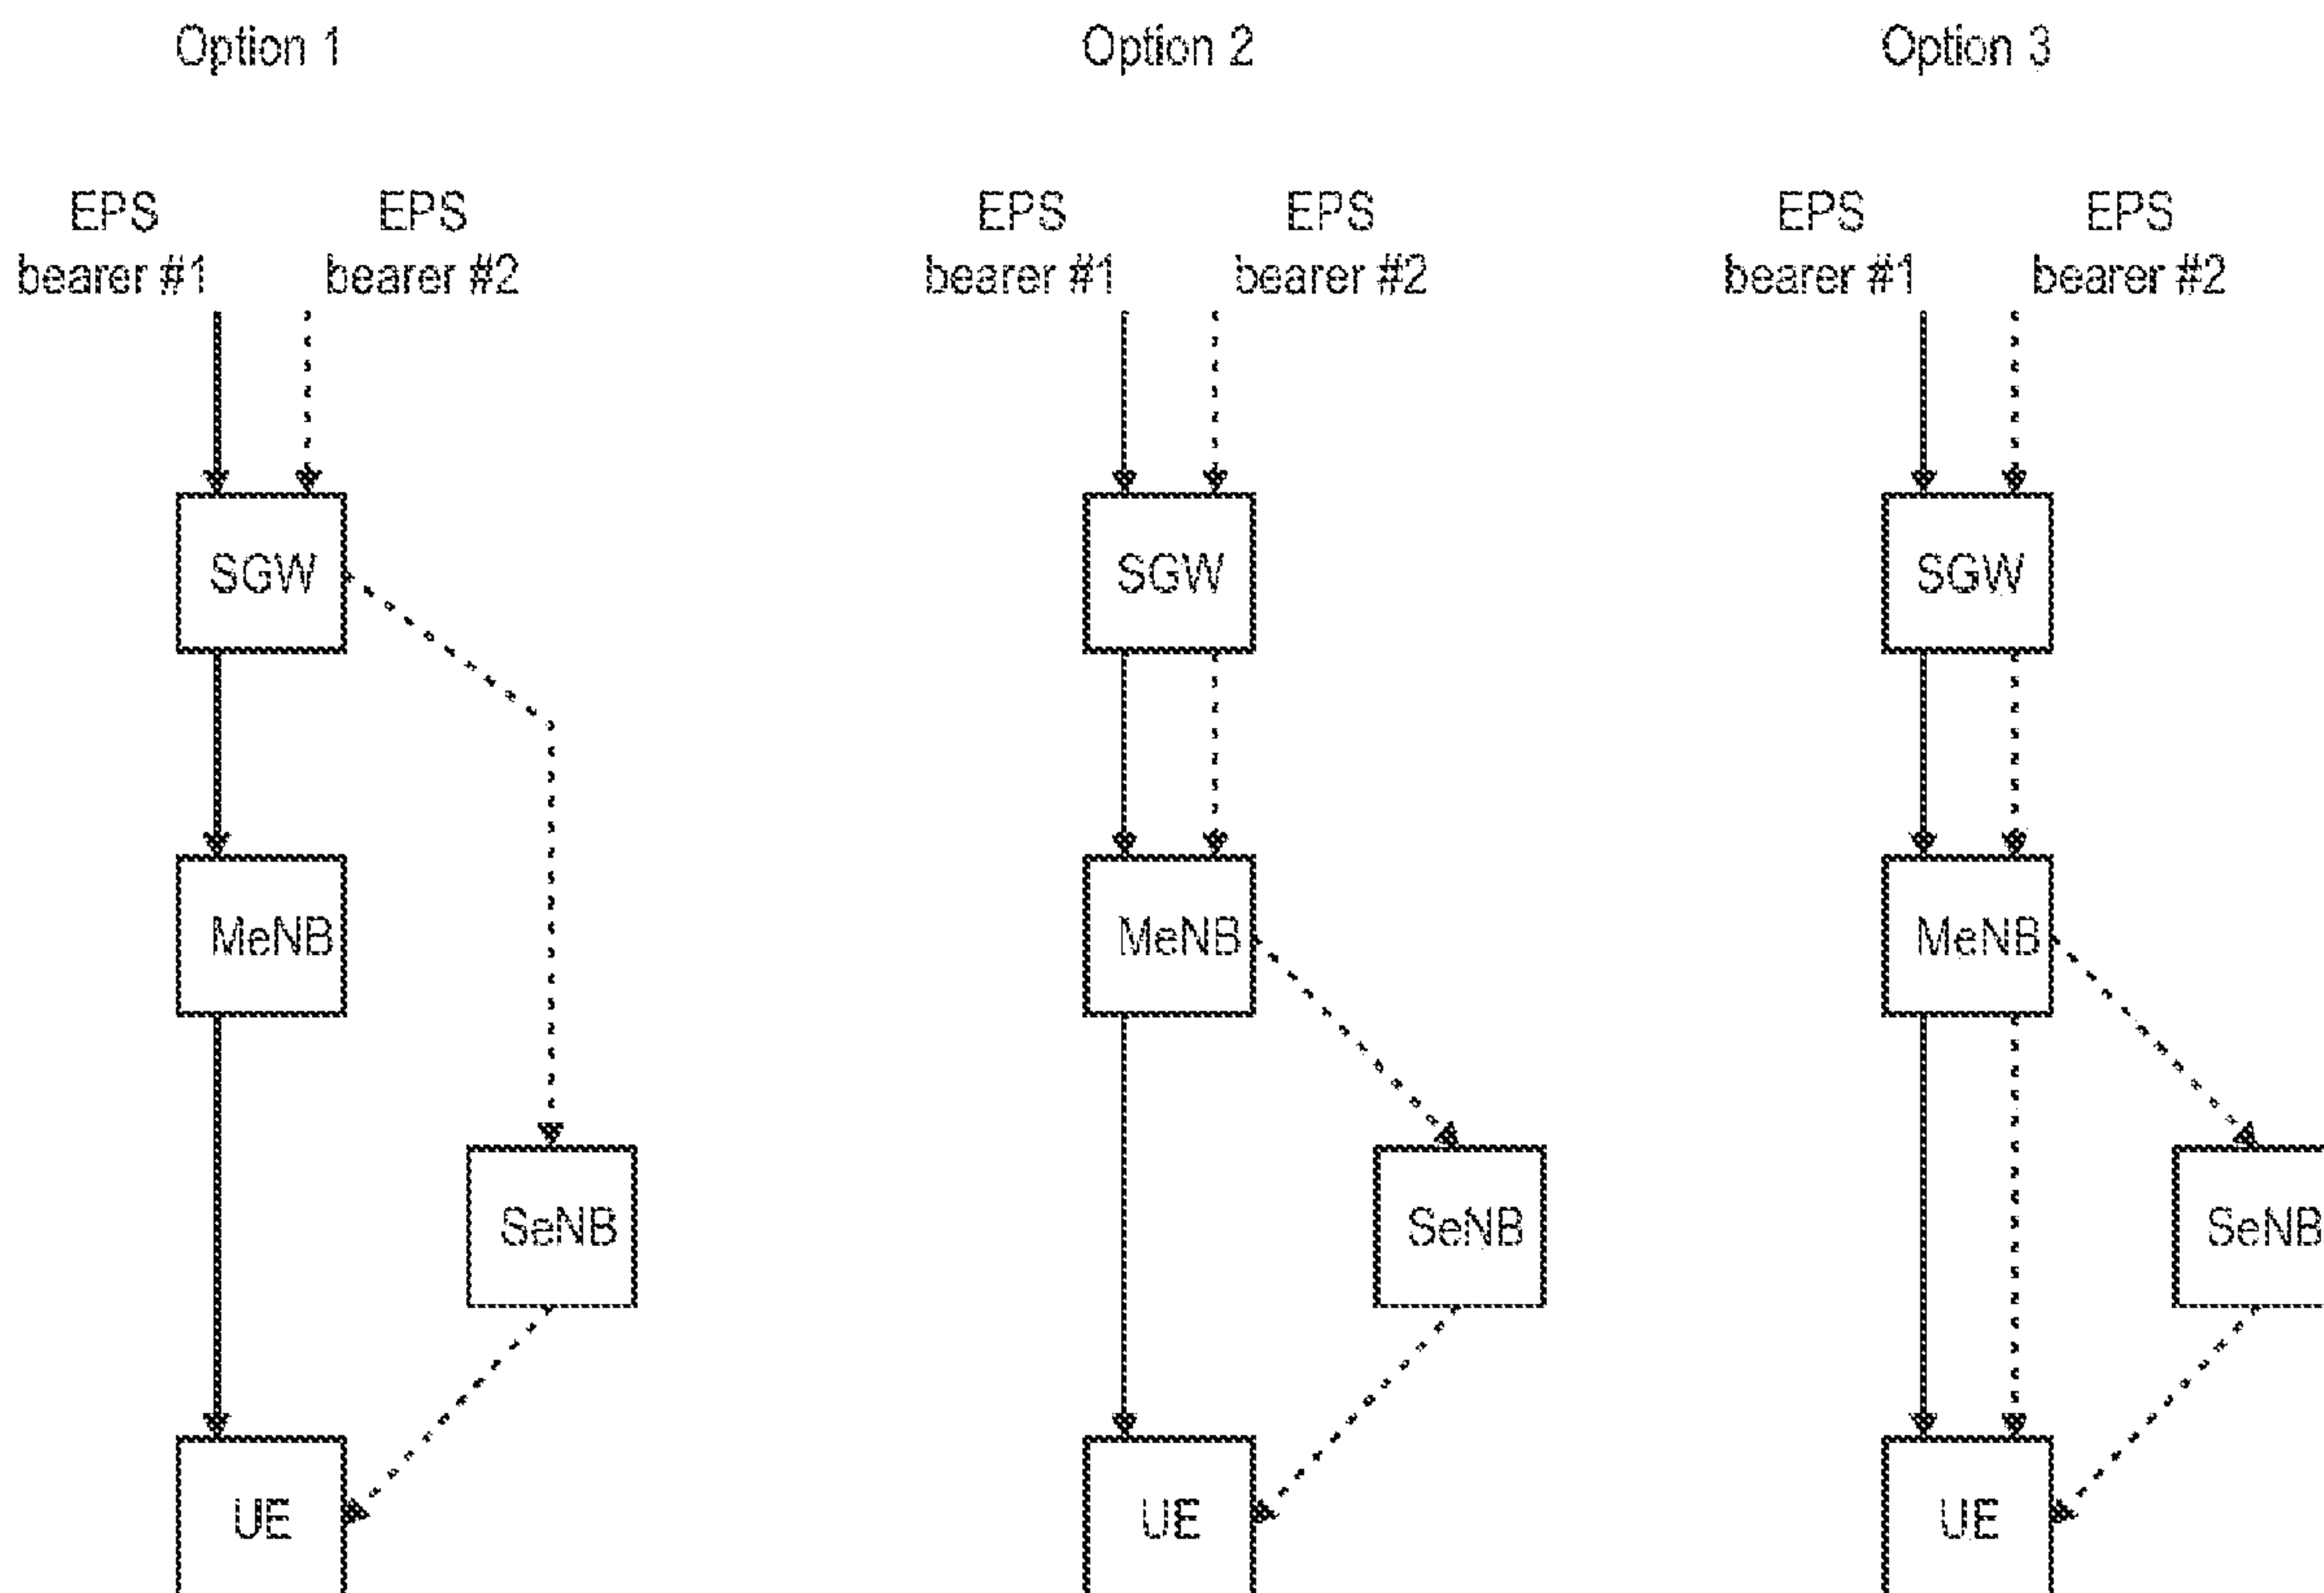 Option 1
Option 2
Option 3
EPS
EPS
EPS
EPS
EPS
EPS
bearer #1
bearer #2
bearer #1
bearer #2
bearer #1
bearer #2
SGW
SGW
SGW
MeNB
MeNB
MeNB
SeNB
SeNB
SeNB
UE
UE
UE